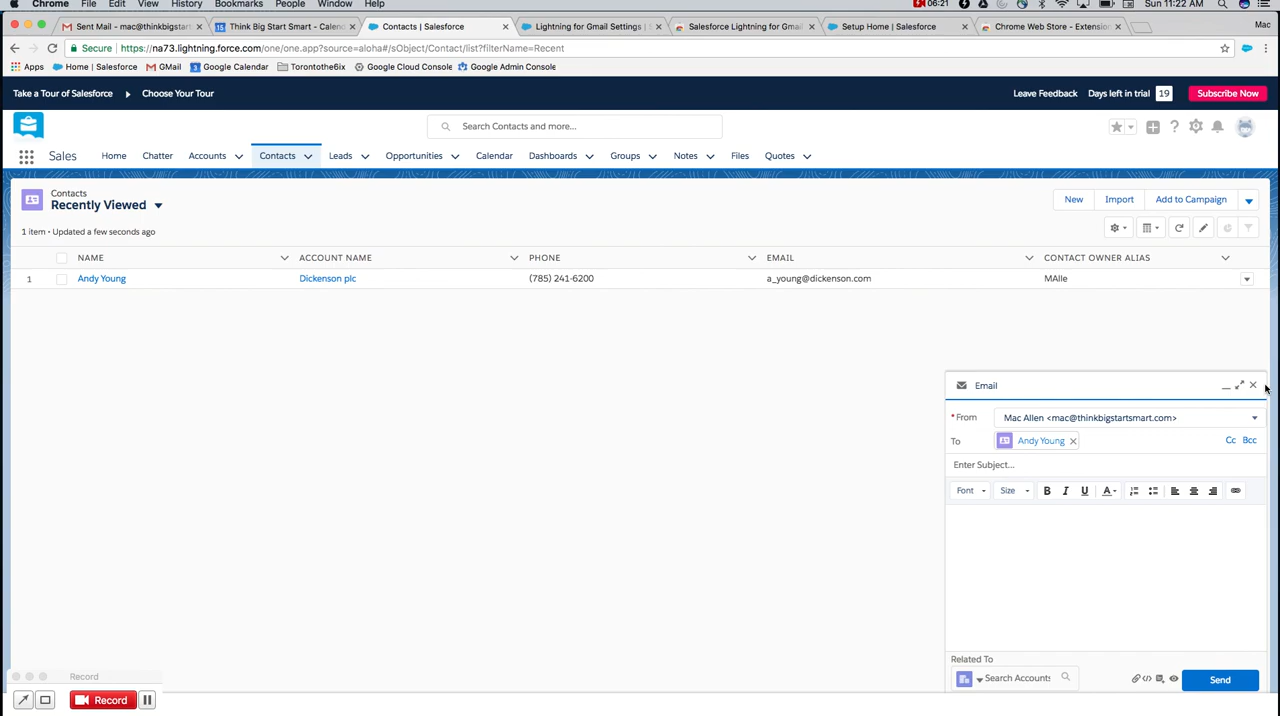 Chrome File Edit View History Bookmarks People Window Help 06:21 Sun 11:22 AM
Sent Mail - mac@thinkbigstart Think Big Start Smart - Calend Contacts | Salesforce Lightning for Gmail Settings | Salesforce Lightning for Gmail Setup Home | Salesforce Chrome Web Store - Extension Mac
Secure https://na73.lightning.force.com/one/one.app?source=aloha#/sObject/Contact/list?filterName=Recent
Apps Home | Salesforce GMail Google Calendar Torontothe6ix Google Cloud Console Google Admin Console
Take a Tour of Salesforce Choose Your Tour Leave Feedback Days left in trial 19 Subscribe Now
Search Contacts and more...
Sales Home Chatter Accounts Contacts Leads Opportunities Calendar Dashboards Groups Notes Files Quotes
Contacts
Recently Viewed
New Import Add to Campaign
1 item • Updated a few seconds ago
NAME ACCOUNT NAME PHONE EMAIL CONTACT OWNER ALIAS
1 Andy Young Dickenson plc (785) 241-6200 a_young@dickenson.com MAlle
Email
* From Mac Allen <mac@thinkbigstartsmart.com>
To Andy Young Cc Bcc
Enter Subject...
Font Size B I U A
Related To
Search Accounts
Send
Record
Record